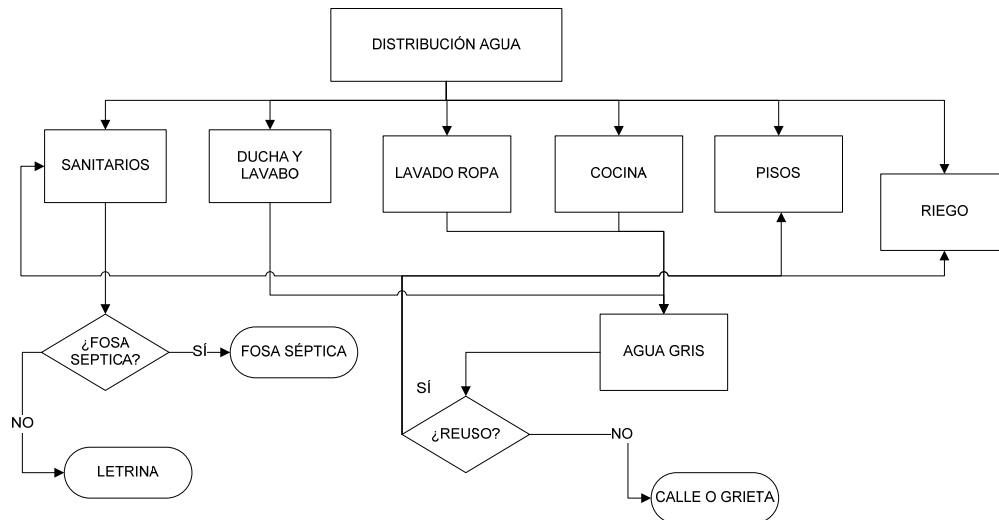 DISTRIBUCIÓN AGUA
SANITARIOS
DUCHA Y
LAVABO
LAVADO ROPA
COCINA
PISOS
RIEGO
¿FOSA
SEPTICA?
SÍ
FOSA SÉPTICA
AGUA GRIS
SÍ
NO
¿REUSO?
NO
LETRINA
CALLE O GRIETA